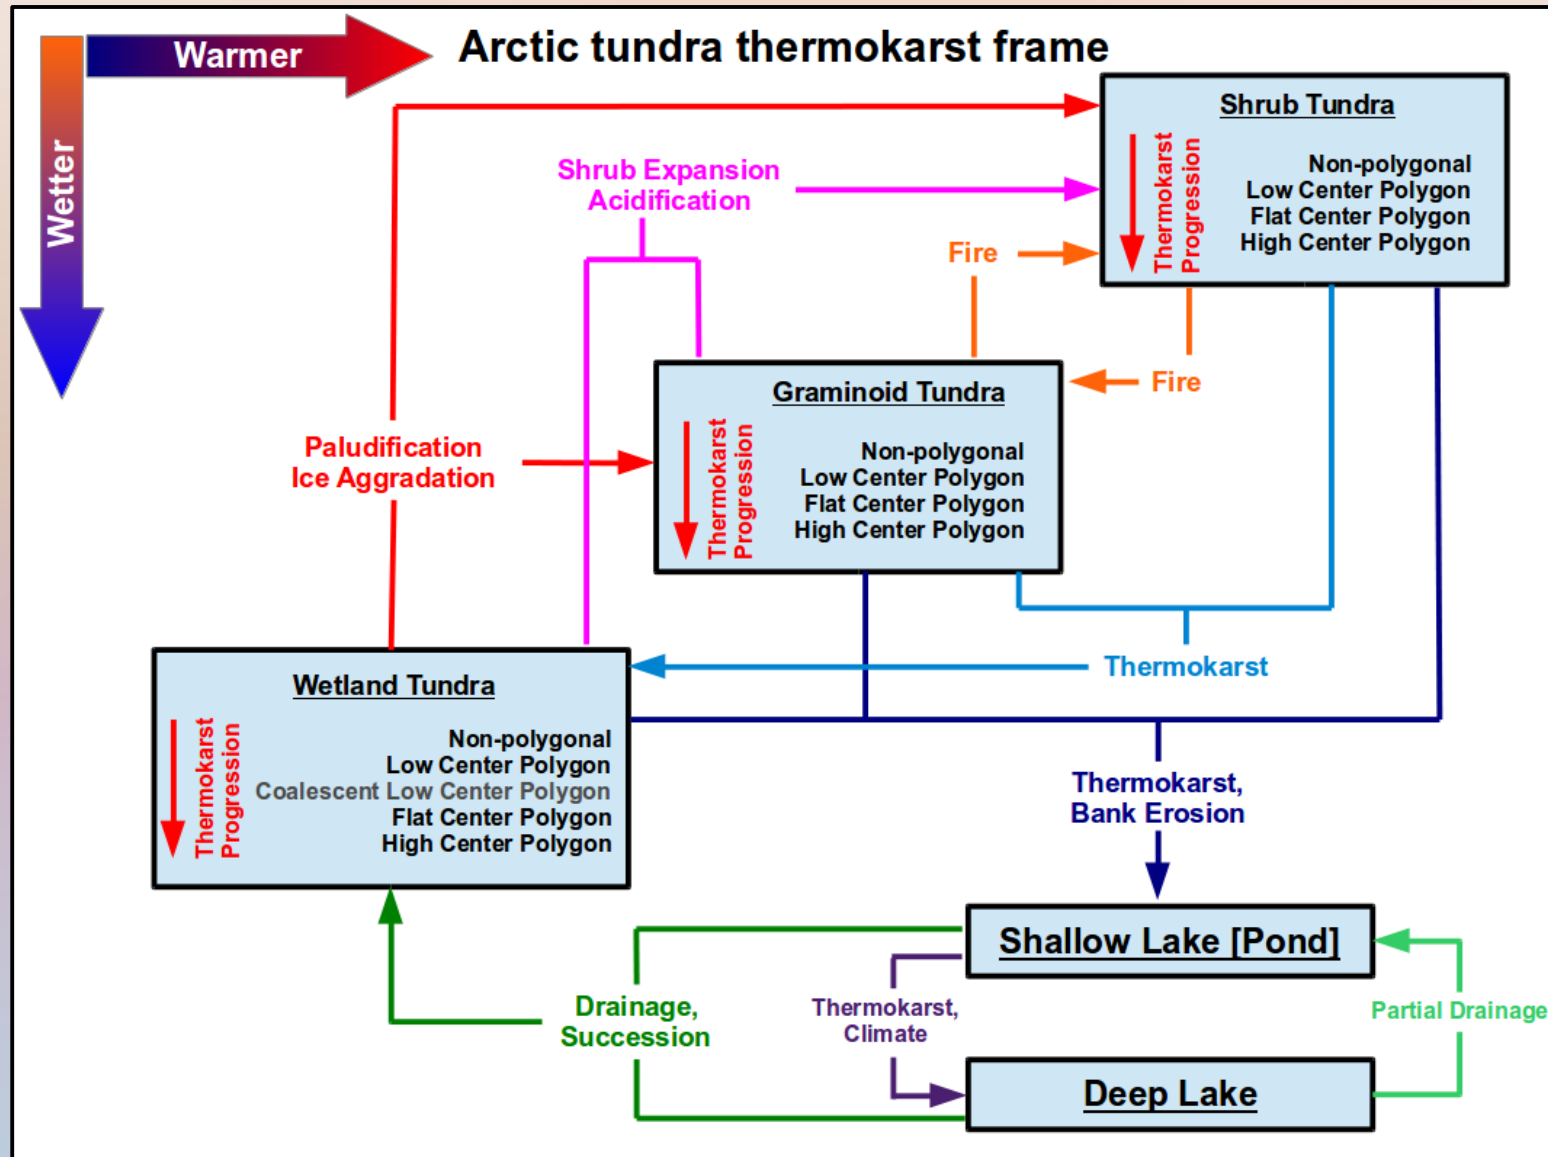 Warmer
Arctic tundra thermokarst frame
Wetter
Shrub Tundra
Thermokarst
Progression
Non-polygonal
Low Center Polygon
Flat Center Polygon
High Center Polygon
Shrub Expansion
Acidification
Fire
Fire
Graminoid Tundra
Thermokarst
Progression
Non-polygonal
Low Center Polygon
Flat Center Polygon
High Center Polygon
Paludification
Ice Aggradation
Thermokarst
Wetland Tundra
Thermokarst
Progression
Non-polygonal
Low Center Polygon
Coalescent Low Center Polygon
Flat Center Polygon
High Center Polygon
Thermokarst,
Bank Erosion
Shallow Lake [Pond]
Drainage,
Succession
Thermokarst,
Climate
Partial Drainage
Deep Lake